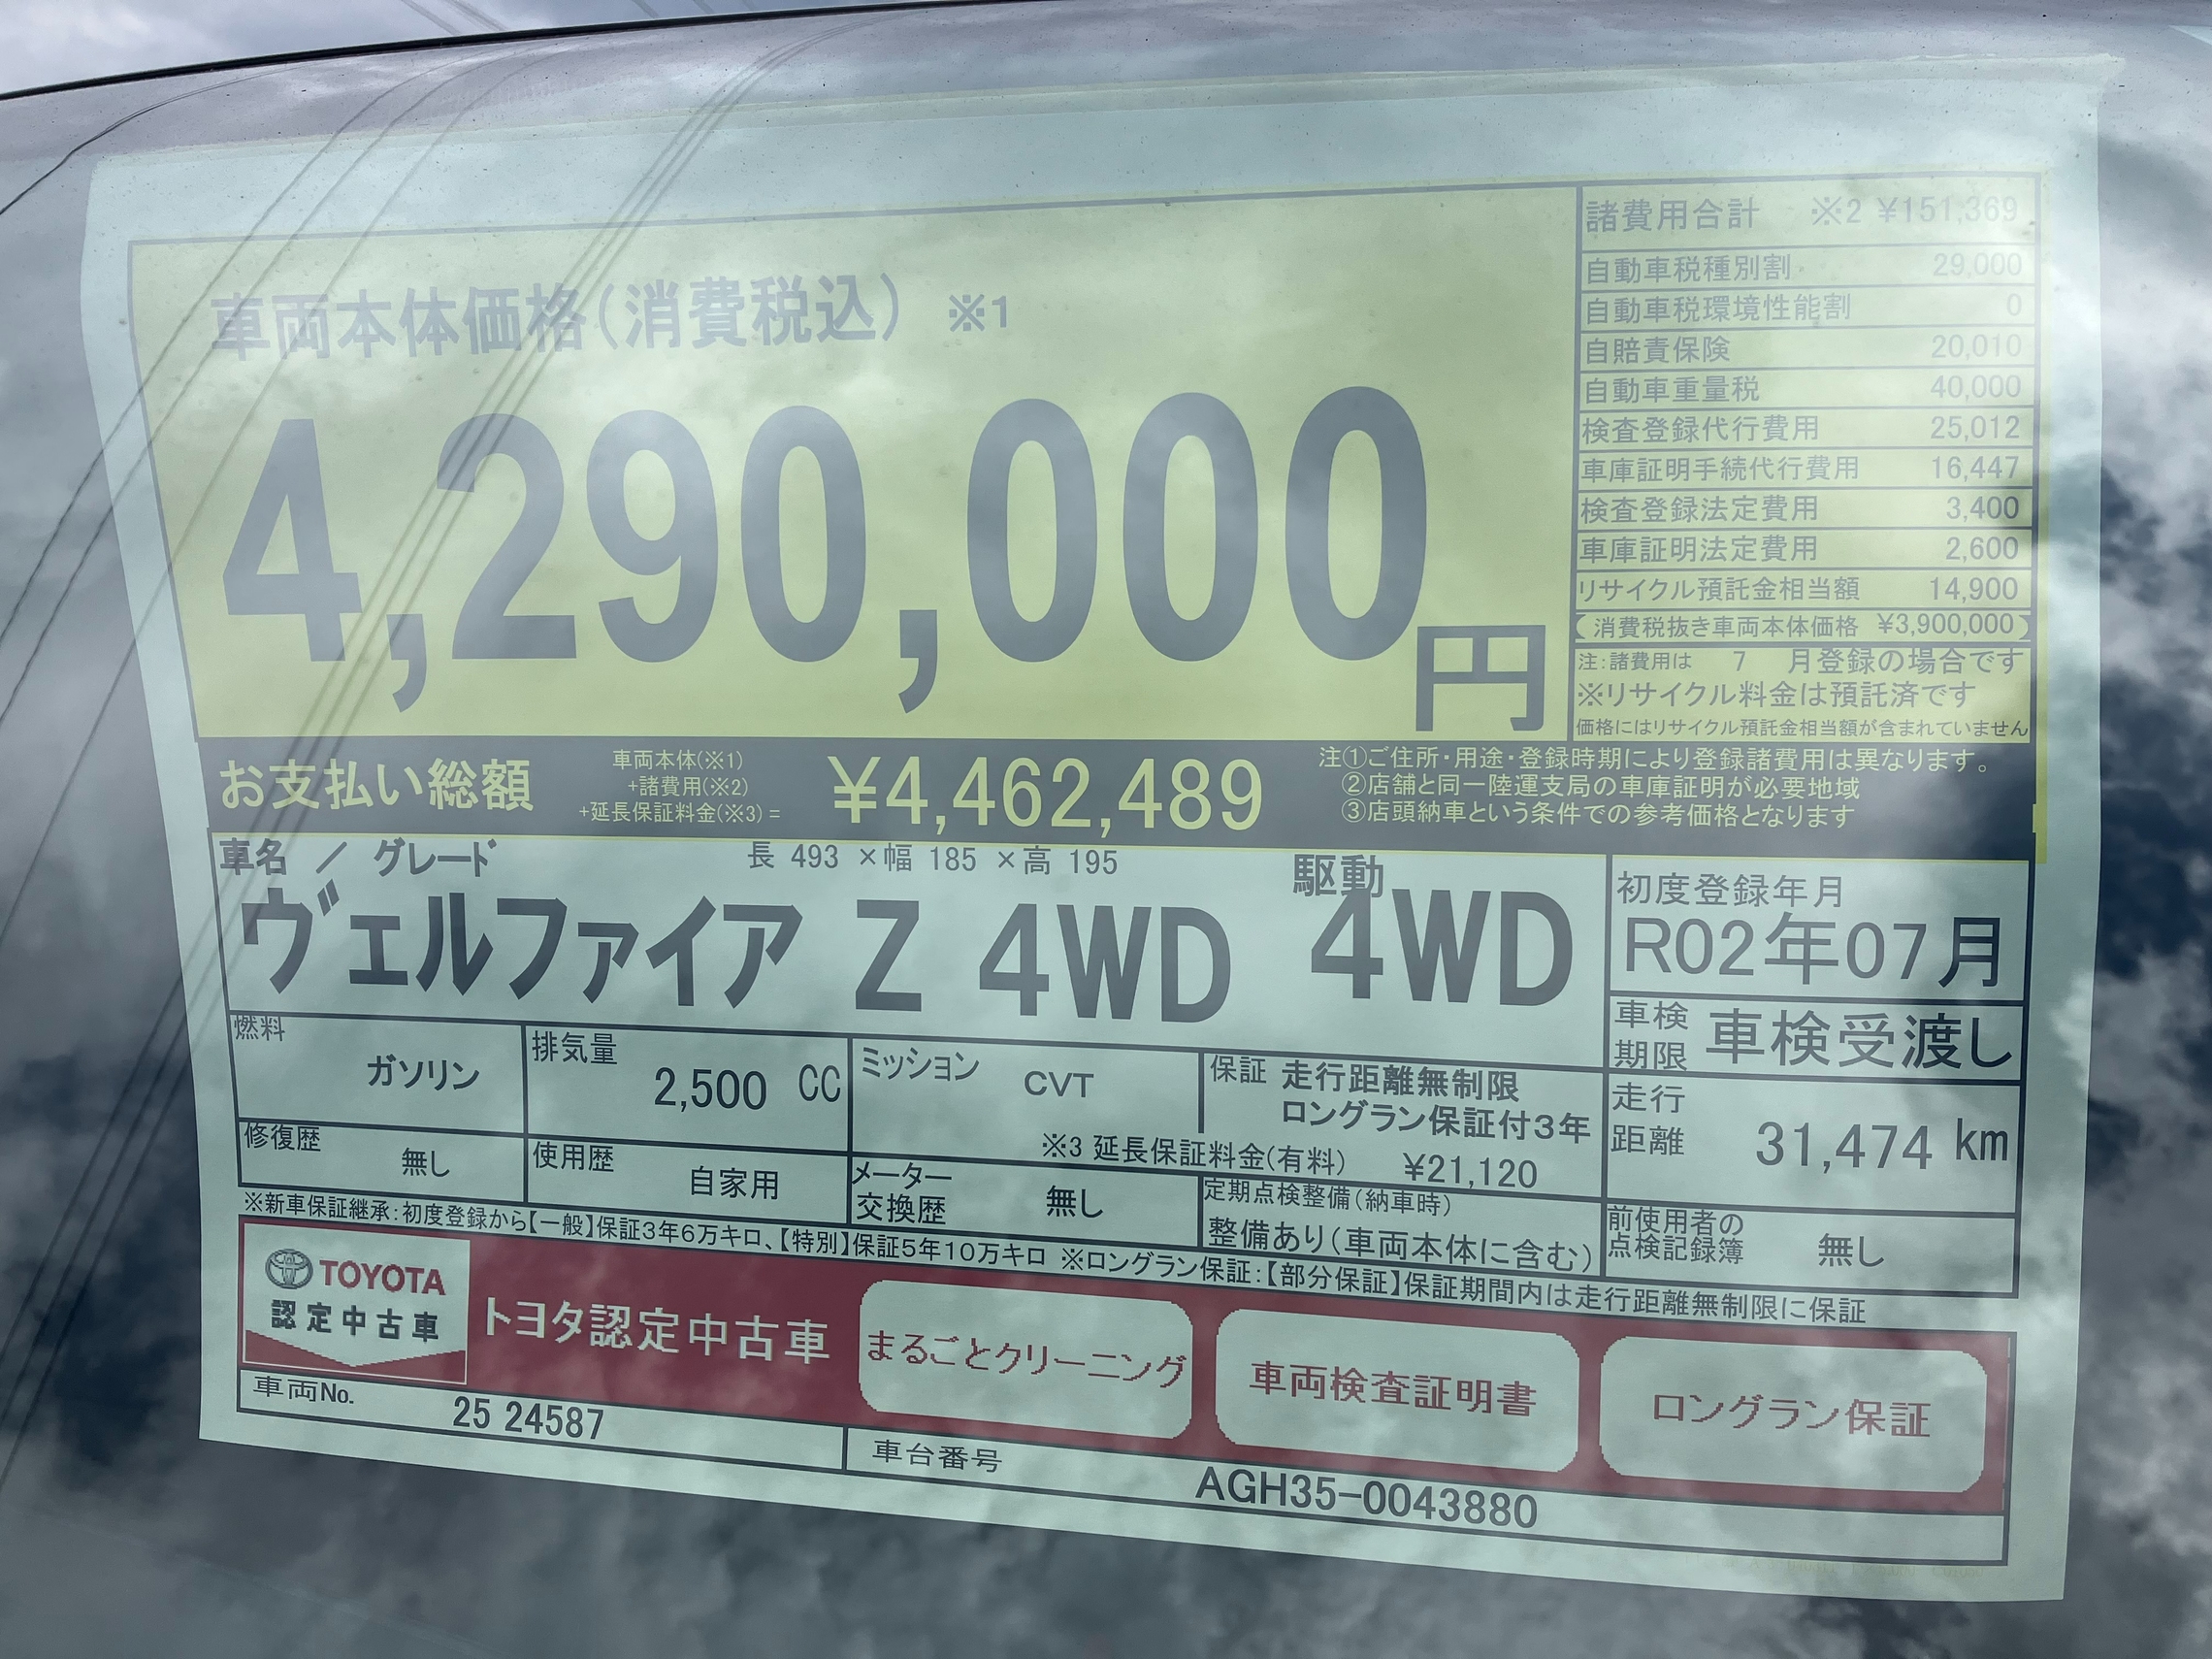 車両本体価格(消費税込) ※1
4,290,000円
諸費用合計 ※2 ¥151,369
自動車税種別割 29,000
自動車税環境性能割 0
自賠責保険 20,010
自動車重量税 40,000
検査登録代行費用 25,012
車庫証明手続代行費用 16,447
検査登録法定費用 3,400
車庫証明法定費用 2,600
リサイクル預託金相当額 14,900
(消費税抜き車両本体価格 ¥3,900,000)
注:諸費用は 7 月登録の場合です
※リサイクル料金は預託済です
価格にはリサイクル預託金相当額が含まれていません
お支払い総額
車両本体(※1)
+諸費用(※2)
+延長保証料金(※3)=
¥4,462,489
注①ご住所・用途・登録時期により登録諸費用は異なります。
②店舗と同一陸運支局の車庫証明が必要地域
③店頭納車という条件での参考価格となります
車名 / グレード 長 493 ×幅 185 ×高 195
ヴェルファイア Z 4WD
駆動
4WD
初度登録年月
R02年07月
車検期限 車検受渡し
燃料 ガソリン
排気量 2,500 CC
ミッション CVT
保証 走行距離無制限
ロングラン保証付3年
※3 延長保証料金(有料) ¥21,120
走行距離 31,474 km
修復歴 無し
使用歴 自家用
メーター交換歴 無し
定期点検整備(納車時)
整備あり(車両本体に含む)
前使用者の点検記録簿 無し
※新車保証継承:初度登録から【一般】保証3年6万キロ、【特別】保証5年10万キロ ※ロングラン保証:【部分保証】保証期間内は走行距離無制限に保証
TOYOTA
認定中古車
トヨタ認定中古車
まるごとクリーニング
車両検査証明書
ロングラン保証
車両No. 25 24587
車台番号 AGH35-0043880